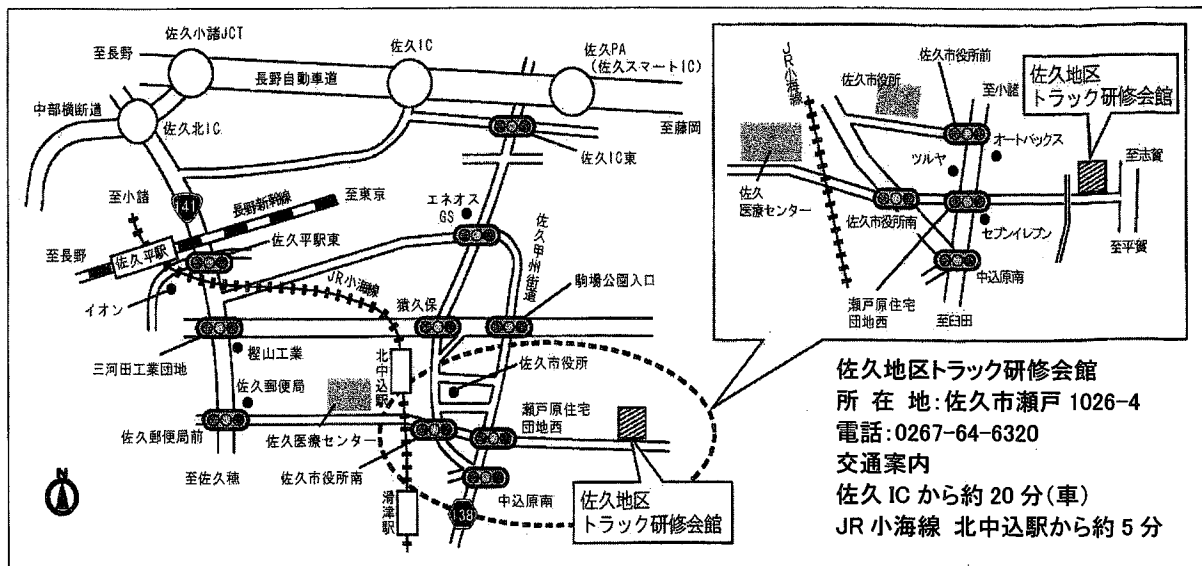 佐久小諸JCT
佐久IC
佐久PA
(佐久スマートIC)
至長野
長野自動車道
中部横断道
佐久北IC
至藤岡
佐久IC東
至小諸
141
長野新幹線
至東京
エネオス
GS
佐久甲州街道
至長野
佐久平駅
佐久平駅東
JR小海線
イオン
猿久保
駒場公園入口
三河田工業団地
樫山工業
北中込駅
佐久市役所
佐久郵便局
瀬戸原住宅
団地西
佐久郵便局前
佐久医療センター
至佐久穂
佐久市役所南
滑津駅
中込原南
138
佐久地区
トラック研修会館
N
JR小海線
佐久市役所前
佐久市役所
至小諸
佐久地区
トラック研修会館
オートバックス
ツルヤ
至志賀
佐久
医療センター
佐久市役所南
セブンイレブン
至平賀
中込原南
瀬戸原住宅
団地西
至臼田
佐久地区トラック研修会館
所 在 地:佐久市瀬戸 1026-4
電話:0267-64-6320
交通案内
佐久 IC から約 20 分(車)
JR 小海線 北中込駅から約 5 分